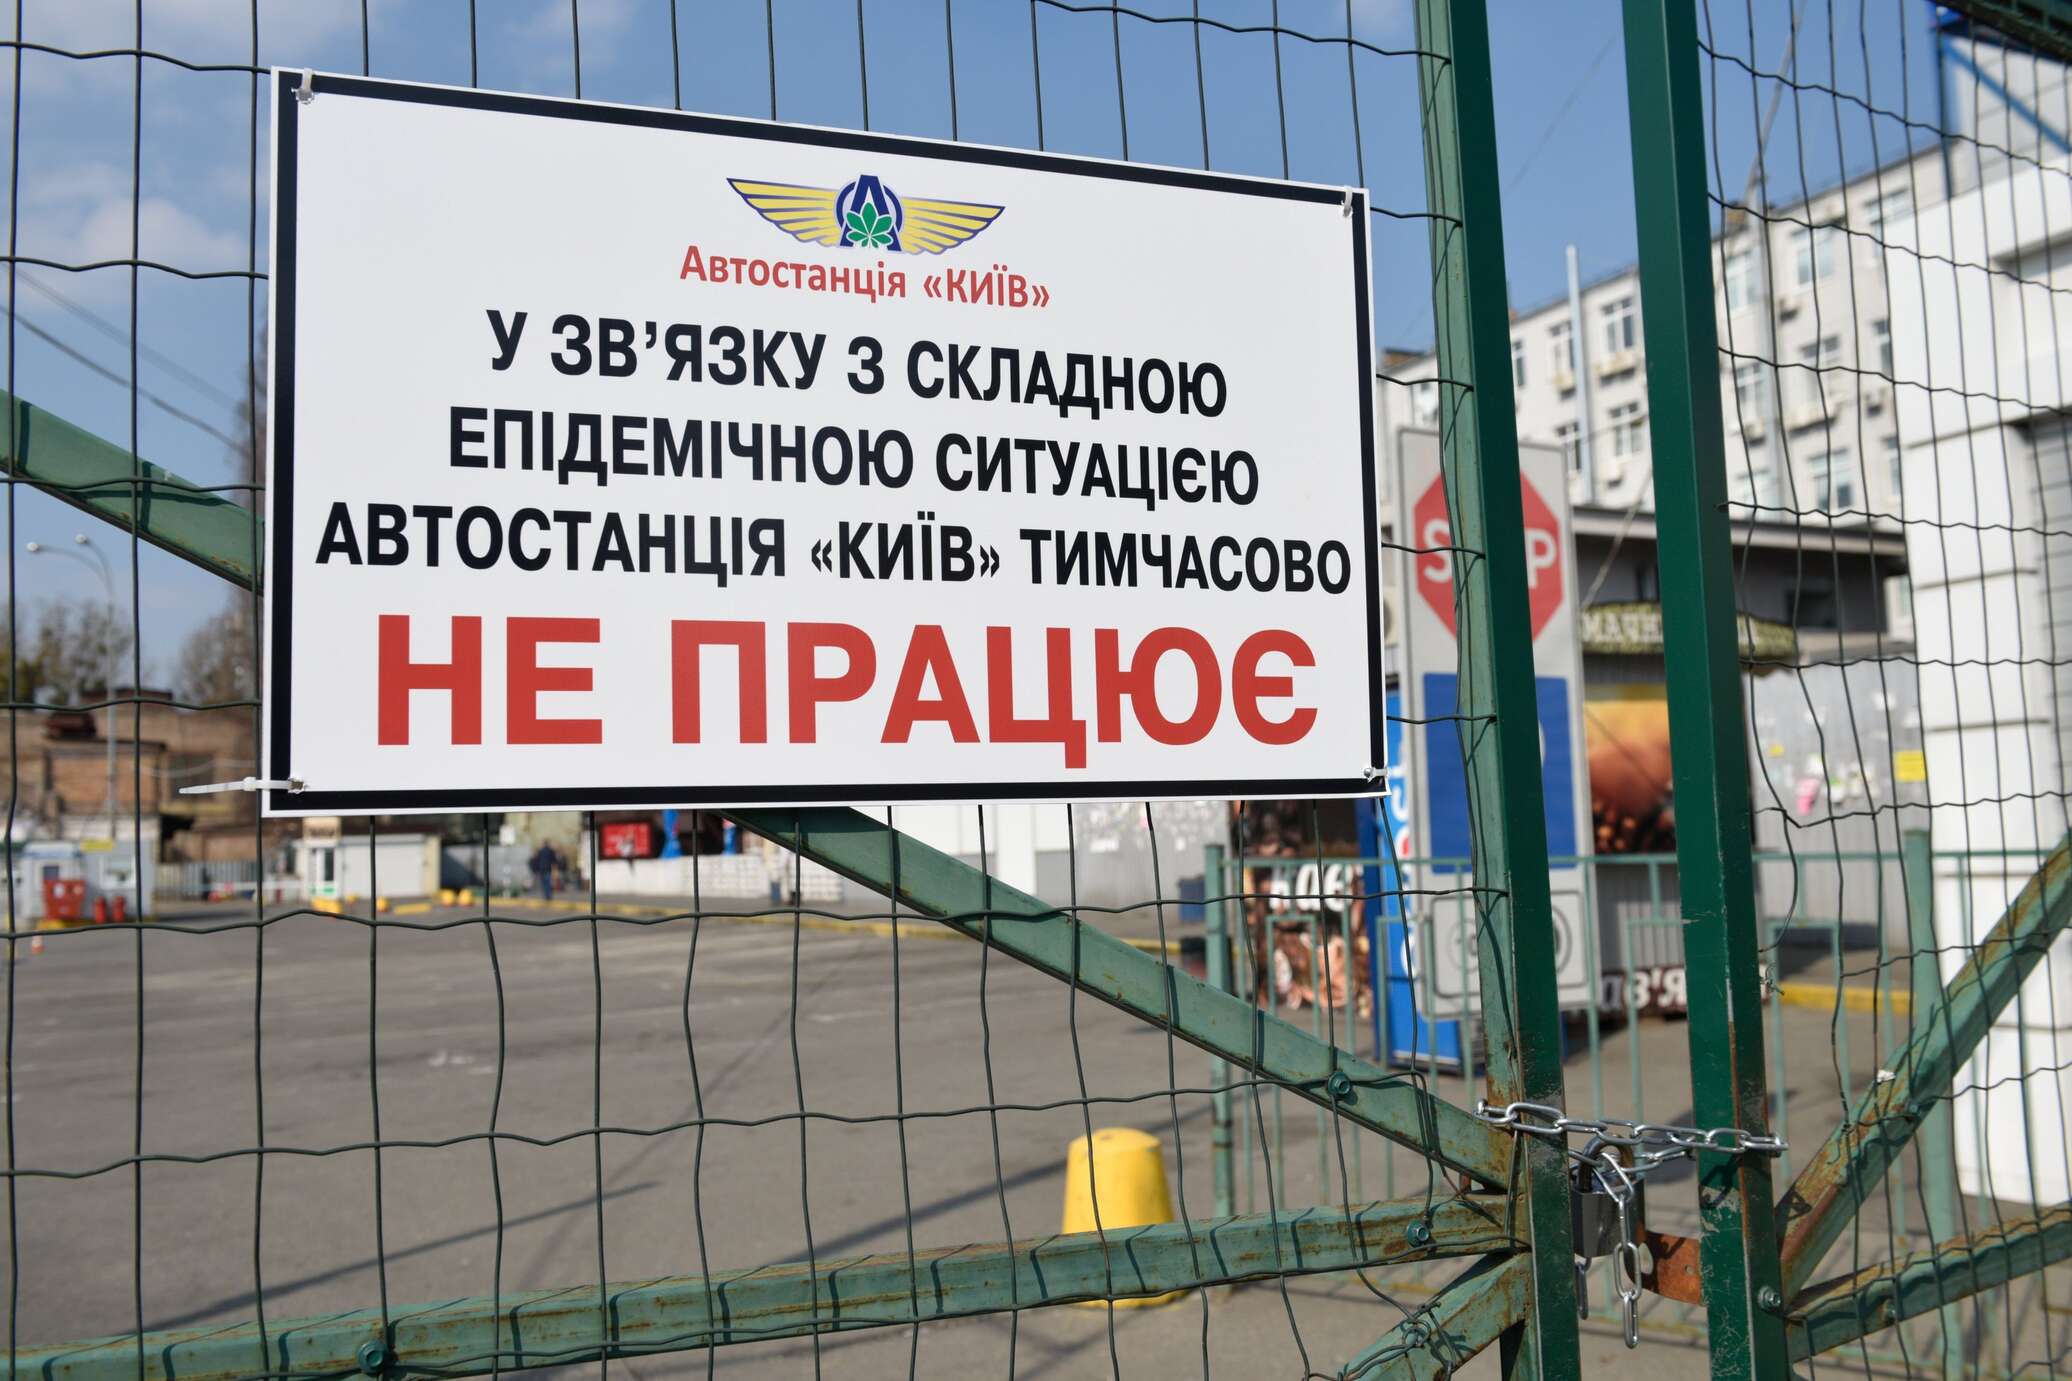 Автостанція «КИЇВ»
У ЗВ’ЯЗКУ З СКЛАДНОЮ
ЕПІДЕМІЧНОЮ СИТУАЦІЄЮ
АВТОСТАНЦІЯ «КИЇВ» ТИМЧАСОВО
НЕ ПРАЦЮЄ